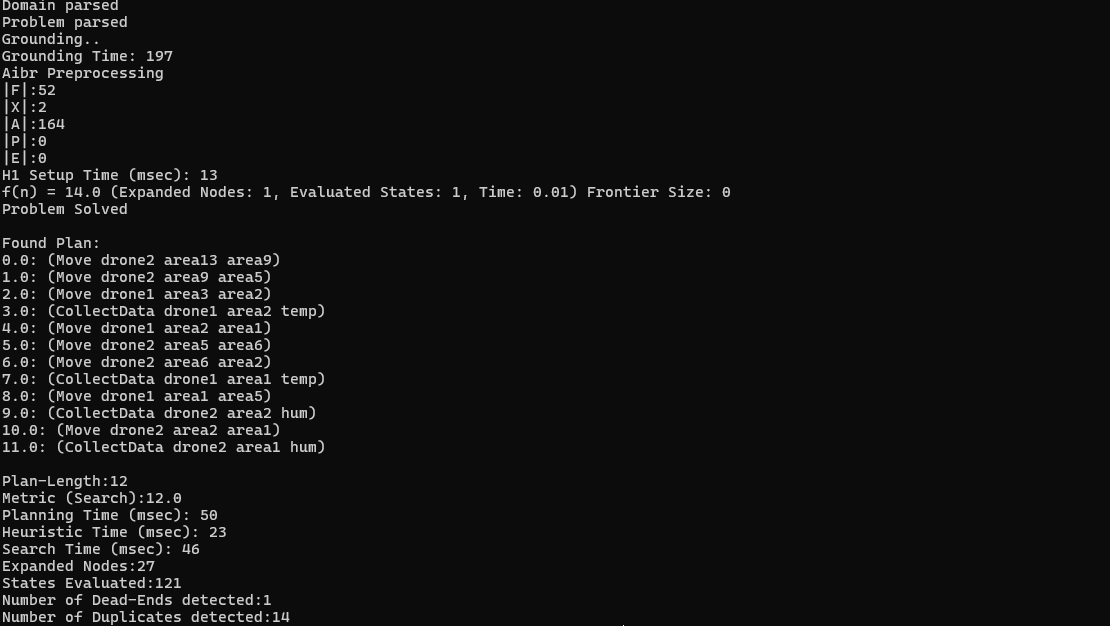 Domain parsed
Problem parsed
Grounding..
Grounding Time: 197
Aibr Preprocessing
|F|:52
|X|:2
|A|:164
|P|:0
|E|:0
H1 Setup Time (msec): 13
f(n) = 14.0 (Expanded Nodes: 1, Evaluated States: 1, Time: 0.01) Frontier Size: 0
Problem Solved

Found Plan:
0.0: (Move drone2 area13 area9)
1.0: (Move drone2 area9 area5)
2.0: (Move drone1 area3 area2)
3.0: (CollectData drone1 area2 temp)
4.0: (Move drone1 area2 area1)
5.0: (Move drone2 area5 area6)
6.0: (Move drone2 area6 area2)
7.0: (CollectData drone1 area1 temp)
8.0: (Move drone1 area1 area5)
9.0: (CollectData drone2 area2 hum)
10.0: (Move drone2 area2 area1)
11.0: (CollectData drone2 area1 hum)

Plan-Length:12
Metric (Search):12.0
Planning Time (msec): 50
Heuristic Time (msec): 23
Search Time (msec): 46
Expanded Nodes:27
States Evaluated:121
Number of Dead-Ends detected:1
Number of Duplicates detected:14